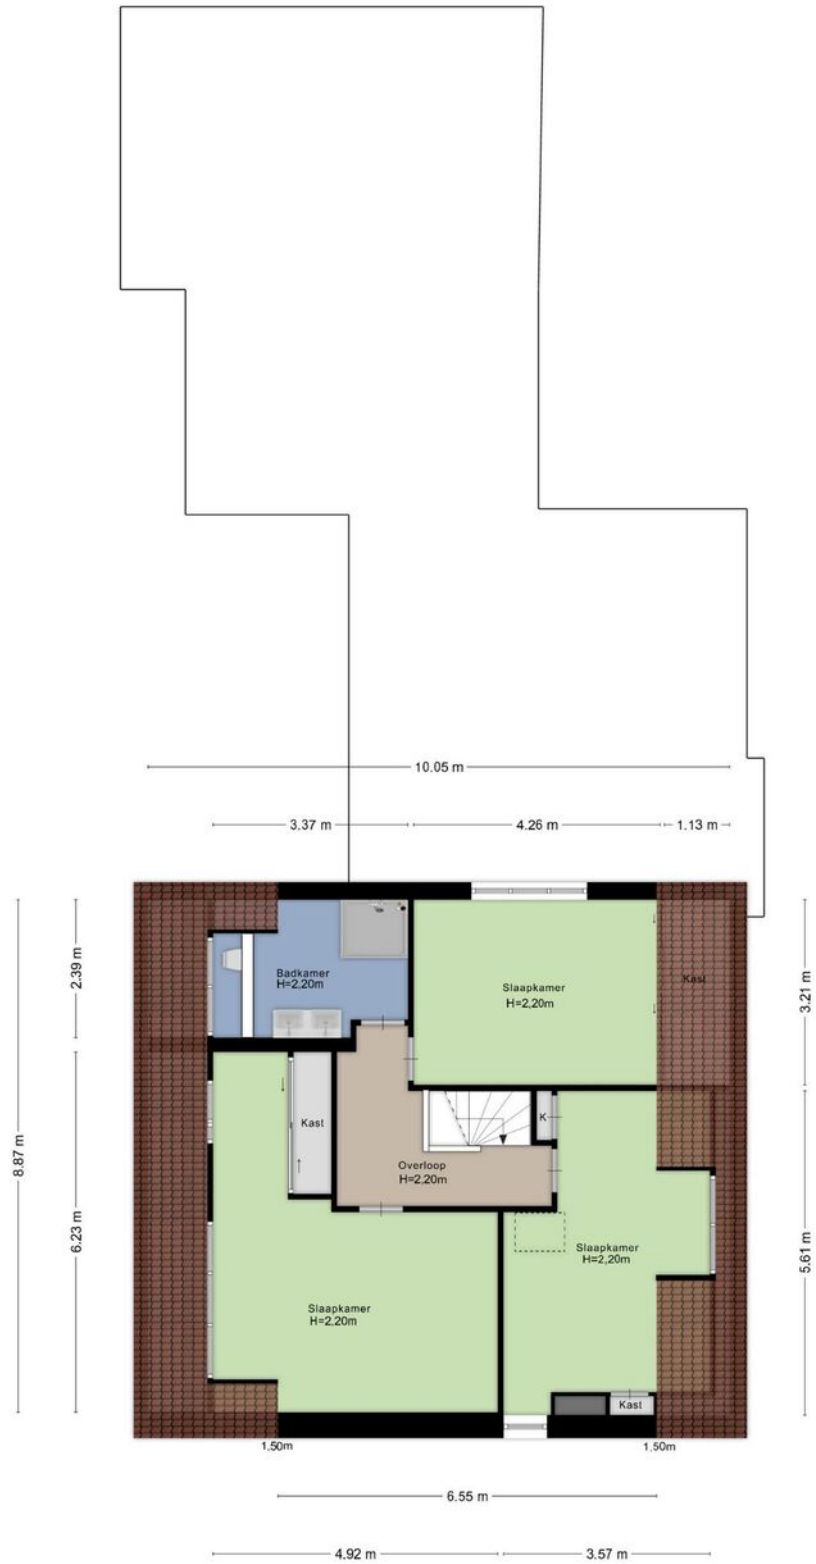 10.05 m
3.37 m
4.26 m
1.13 m
2.39 m
3.21 m
8.87 m
6.23 m
5.61 m
Badkamer
H=2,20m
Slaapkamer
H=2,20m
Kast
Kast
K
Overloop
H=2,20m
Slaapkamer
H=2,20m
Slaapkamer
H=2,20m
Kast
1,50m
1,50m
6.55 m
4.92 m
3.57 m